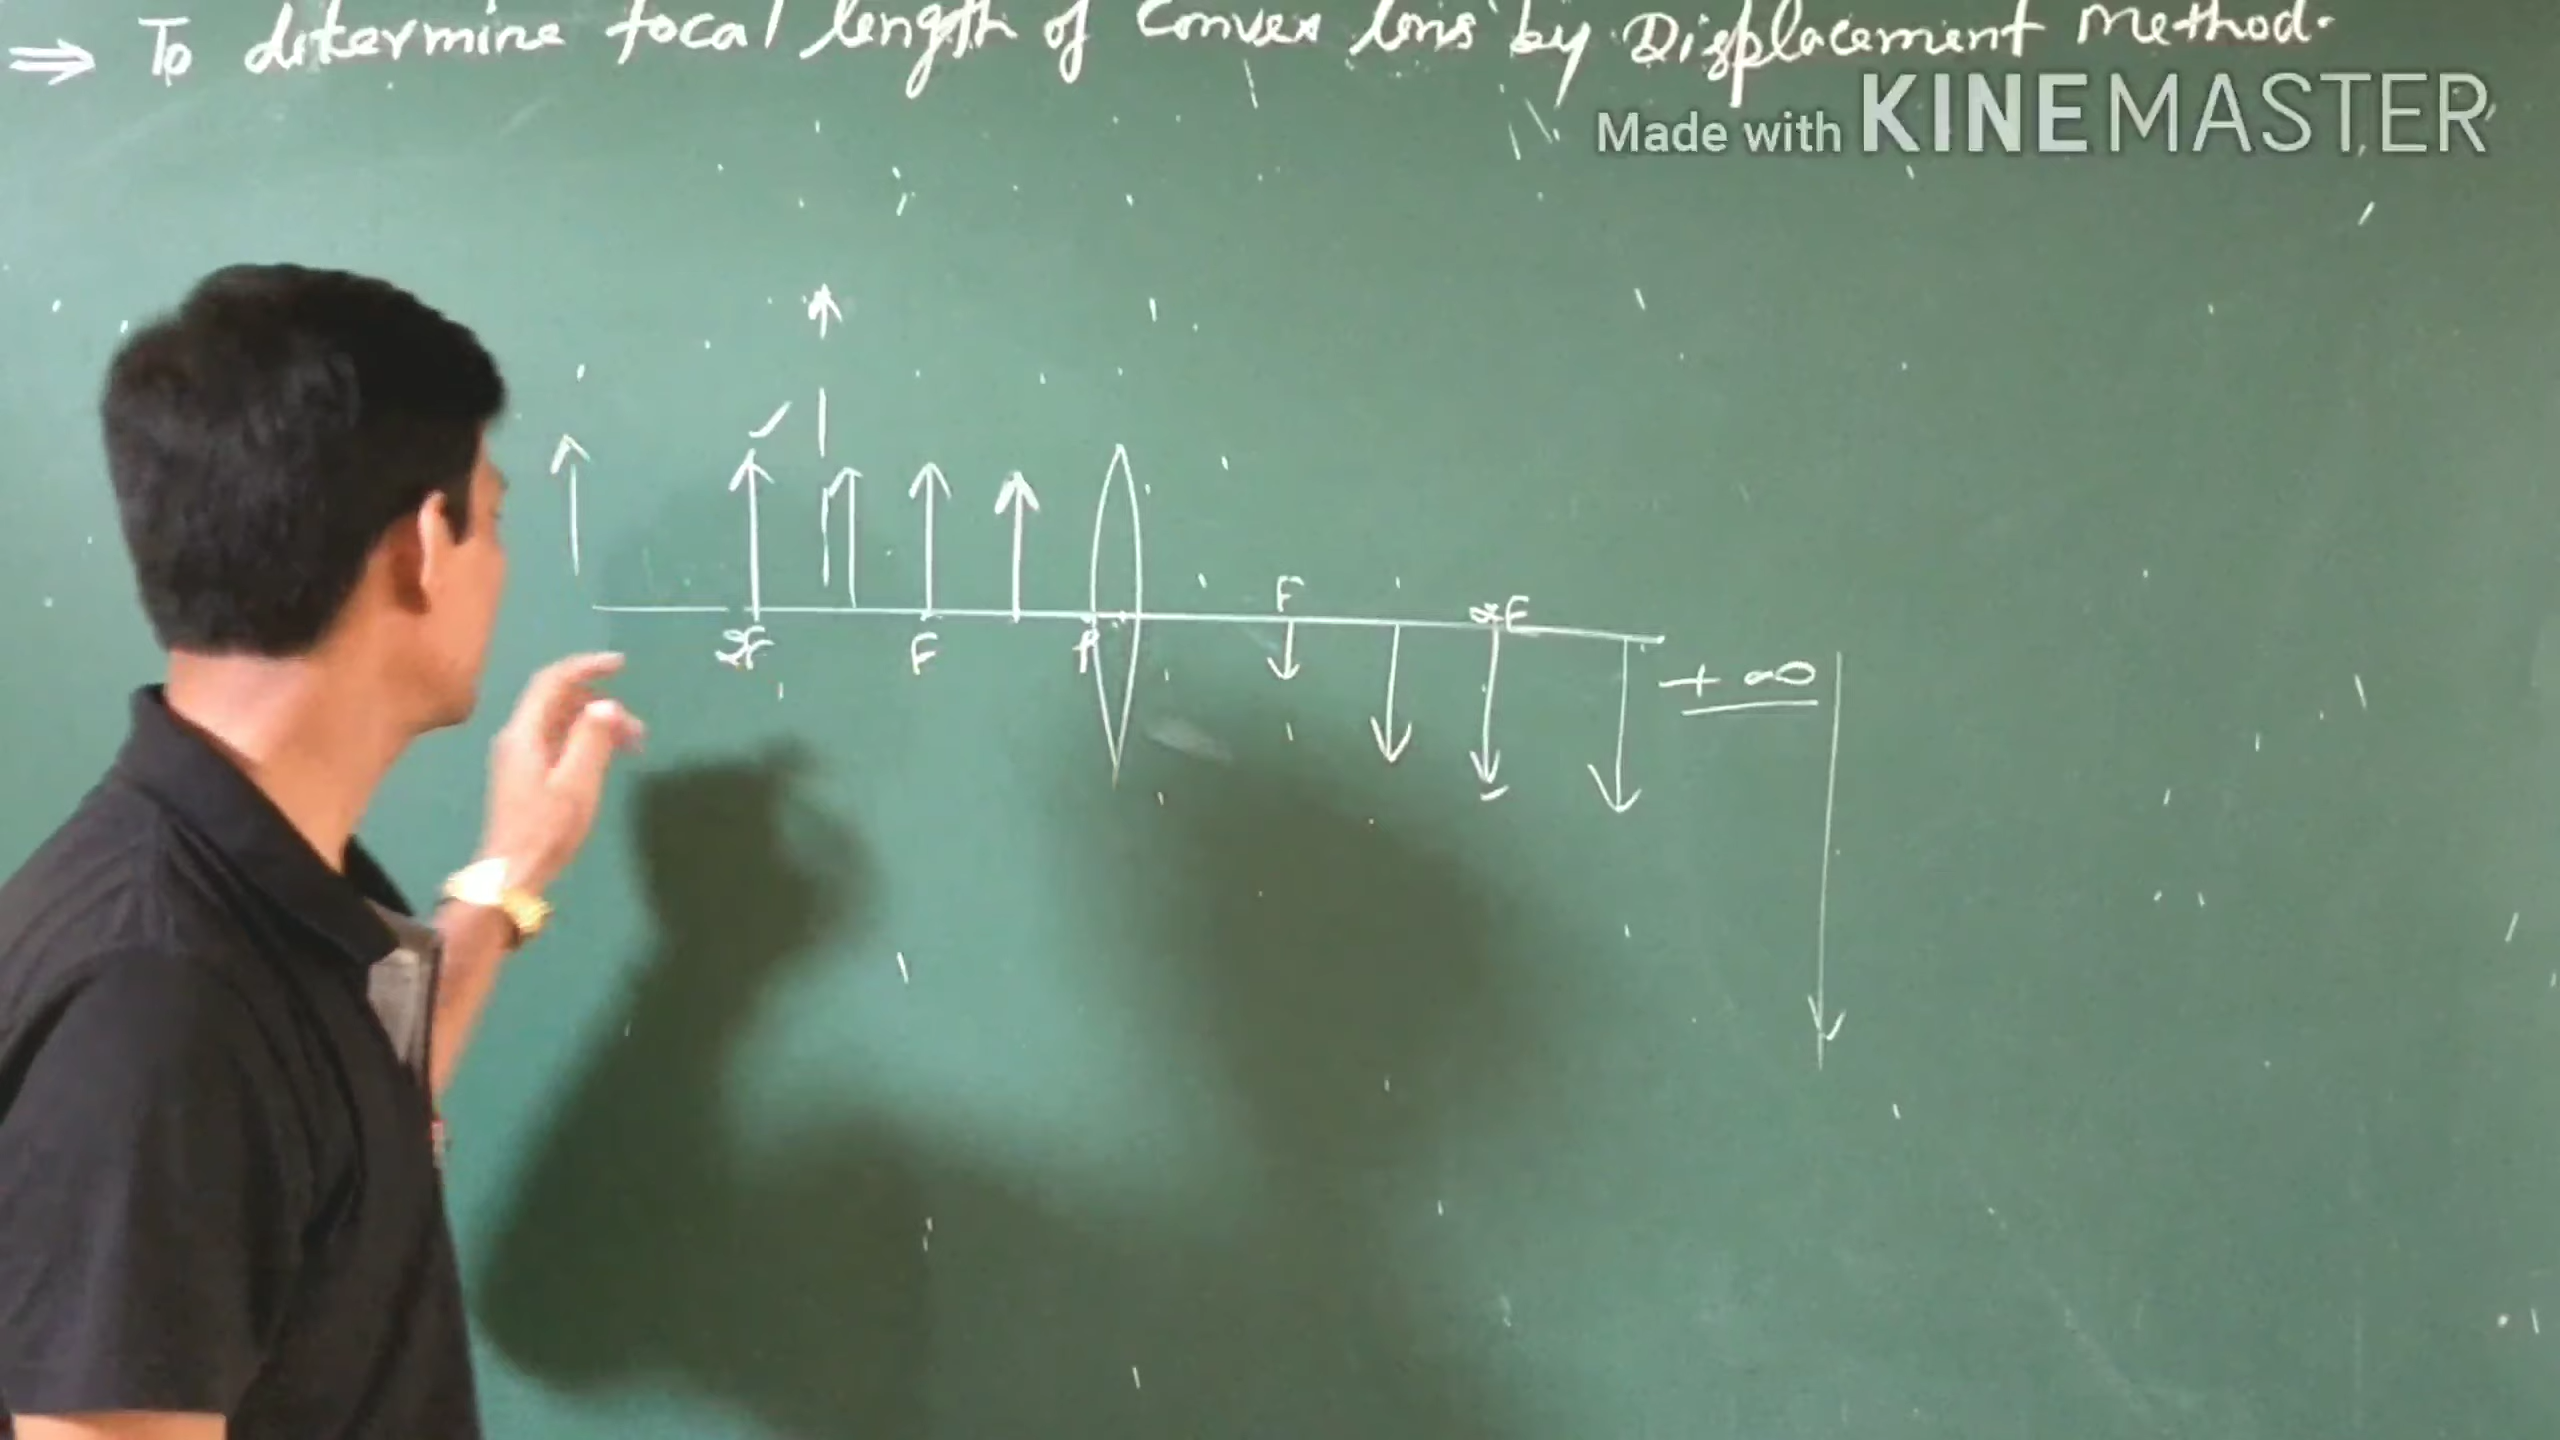 ⇒ To determine focal length of Convex lens by Displacement Method.
Made with KINEMASTER
F
2F
2F
F
P
+ ∞